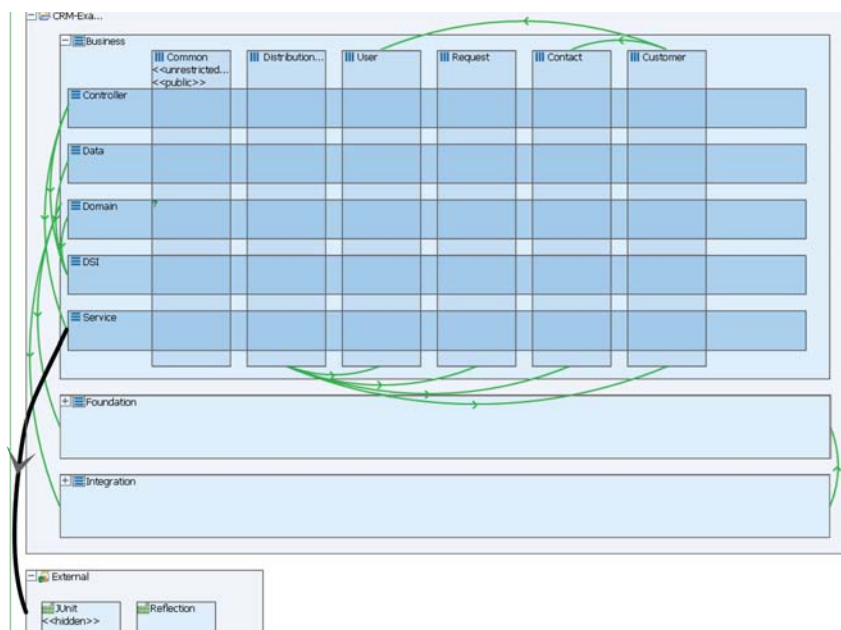 CRM-Exa...
Business
Common
<<unrestricted...
<<public>>
Distribution...
User
Request
Contact
Customer
Controller
Data
Domain
?
DSI
Service
Foundation
Integration
External
JUnit
<<hidden>>
Reflection